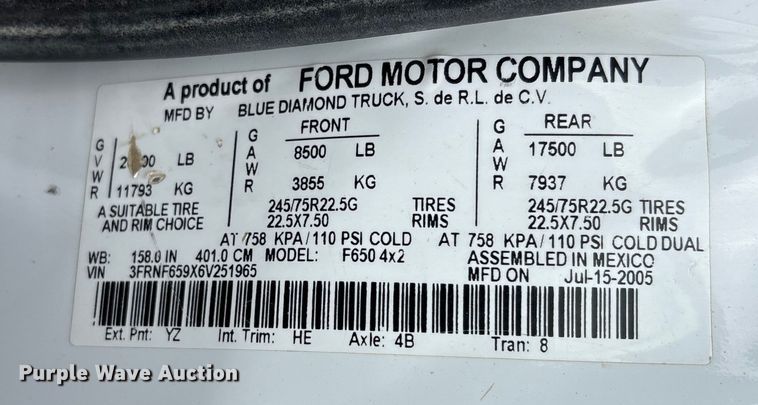 A product of FORD MOTOR COMPANY
MFD BY BLUE DIAMOND TRUCK, S. de R.L. de C.V.
GVWR LB 11793 KG
GAWR FRONT 8500 LB 3855 KG
GAWR REAR 17500 LB 7937 KG
A SUITABLE TIRE 245/75R22.5G TIRES 245/75R22.5G TIRES
AND RIM CHOICE 22.5X7.50 RIMS 22.5X7.50 RIMS
AT 758 KPA/110 PSI COLD AT 758 KPA/110 PSI COLD DUAL
WB: 158.0 IN 401.0 CM MODEL: F650 4x2 ASSEMBLED IN MEXICO
VIN 3FRNF659X6V251965 MFD ON Jul-15-2005
Ext. Pnt: YZ Int. Trim: HE Axle: 4B Tran: 8
Purple Wave Auction